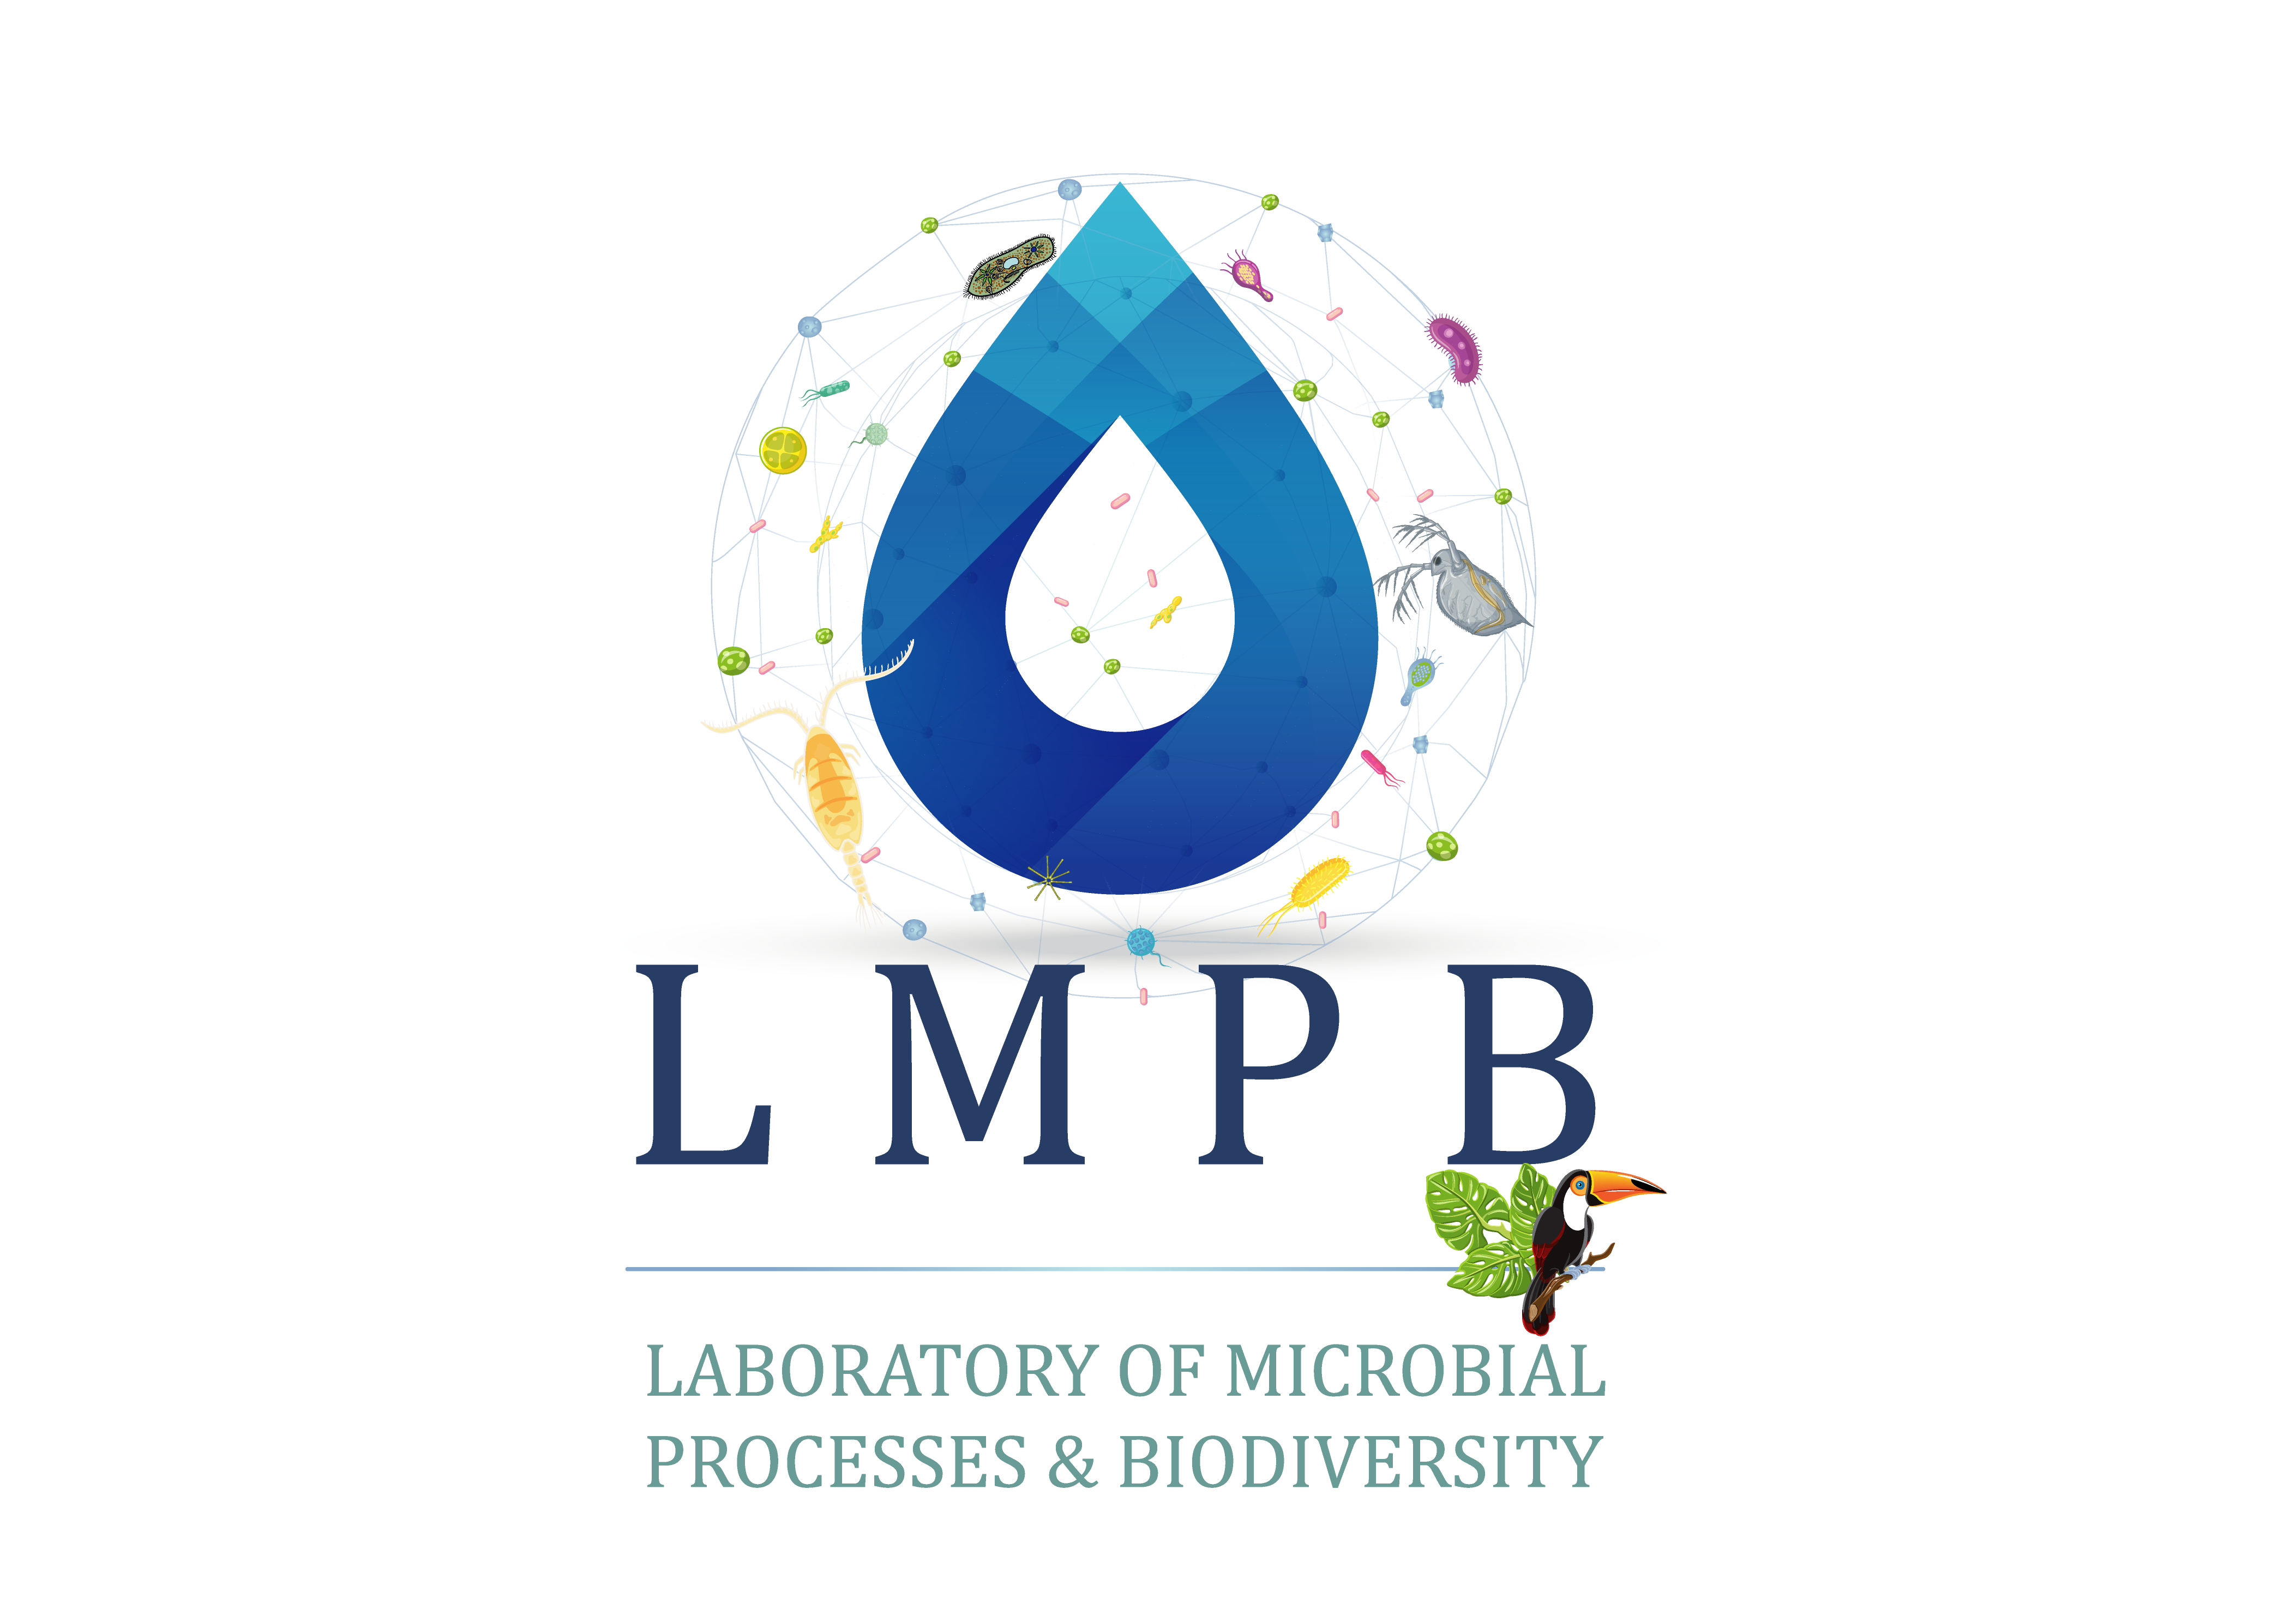 LMPB
LABORATORY OF MICROBIAL
PROCESSES & BIODIVERSITY